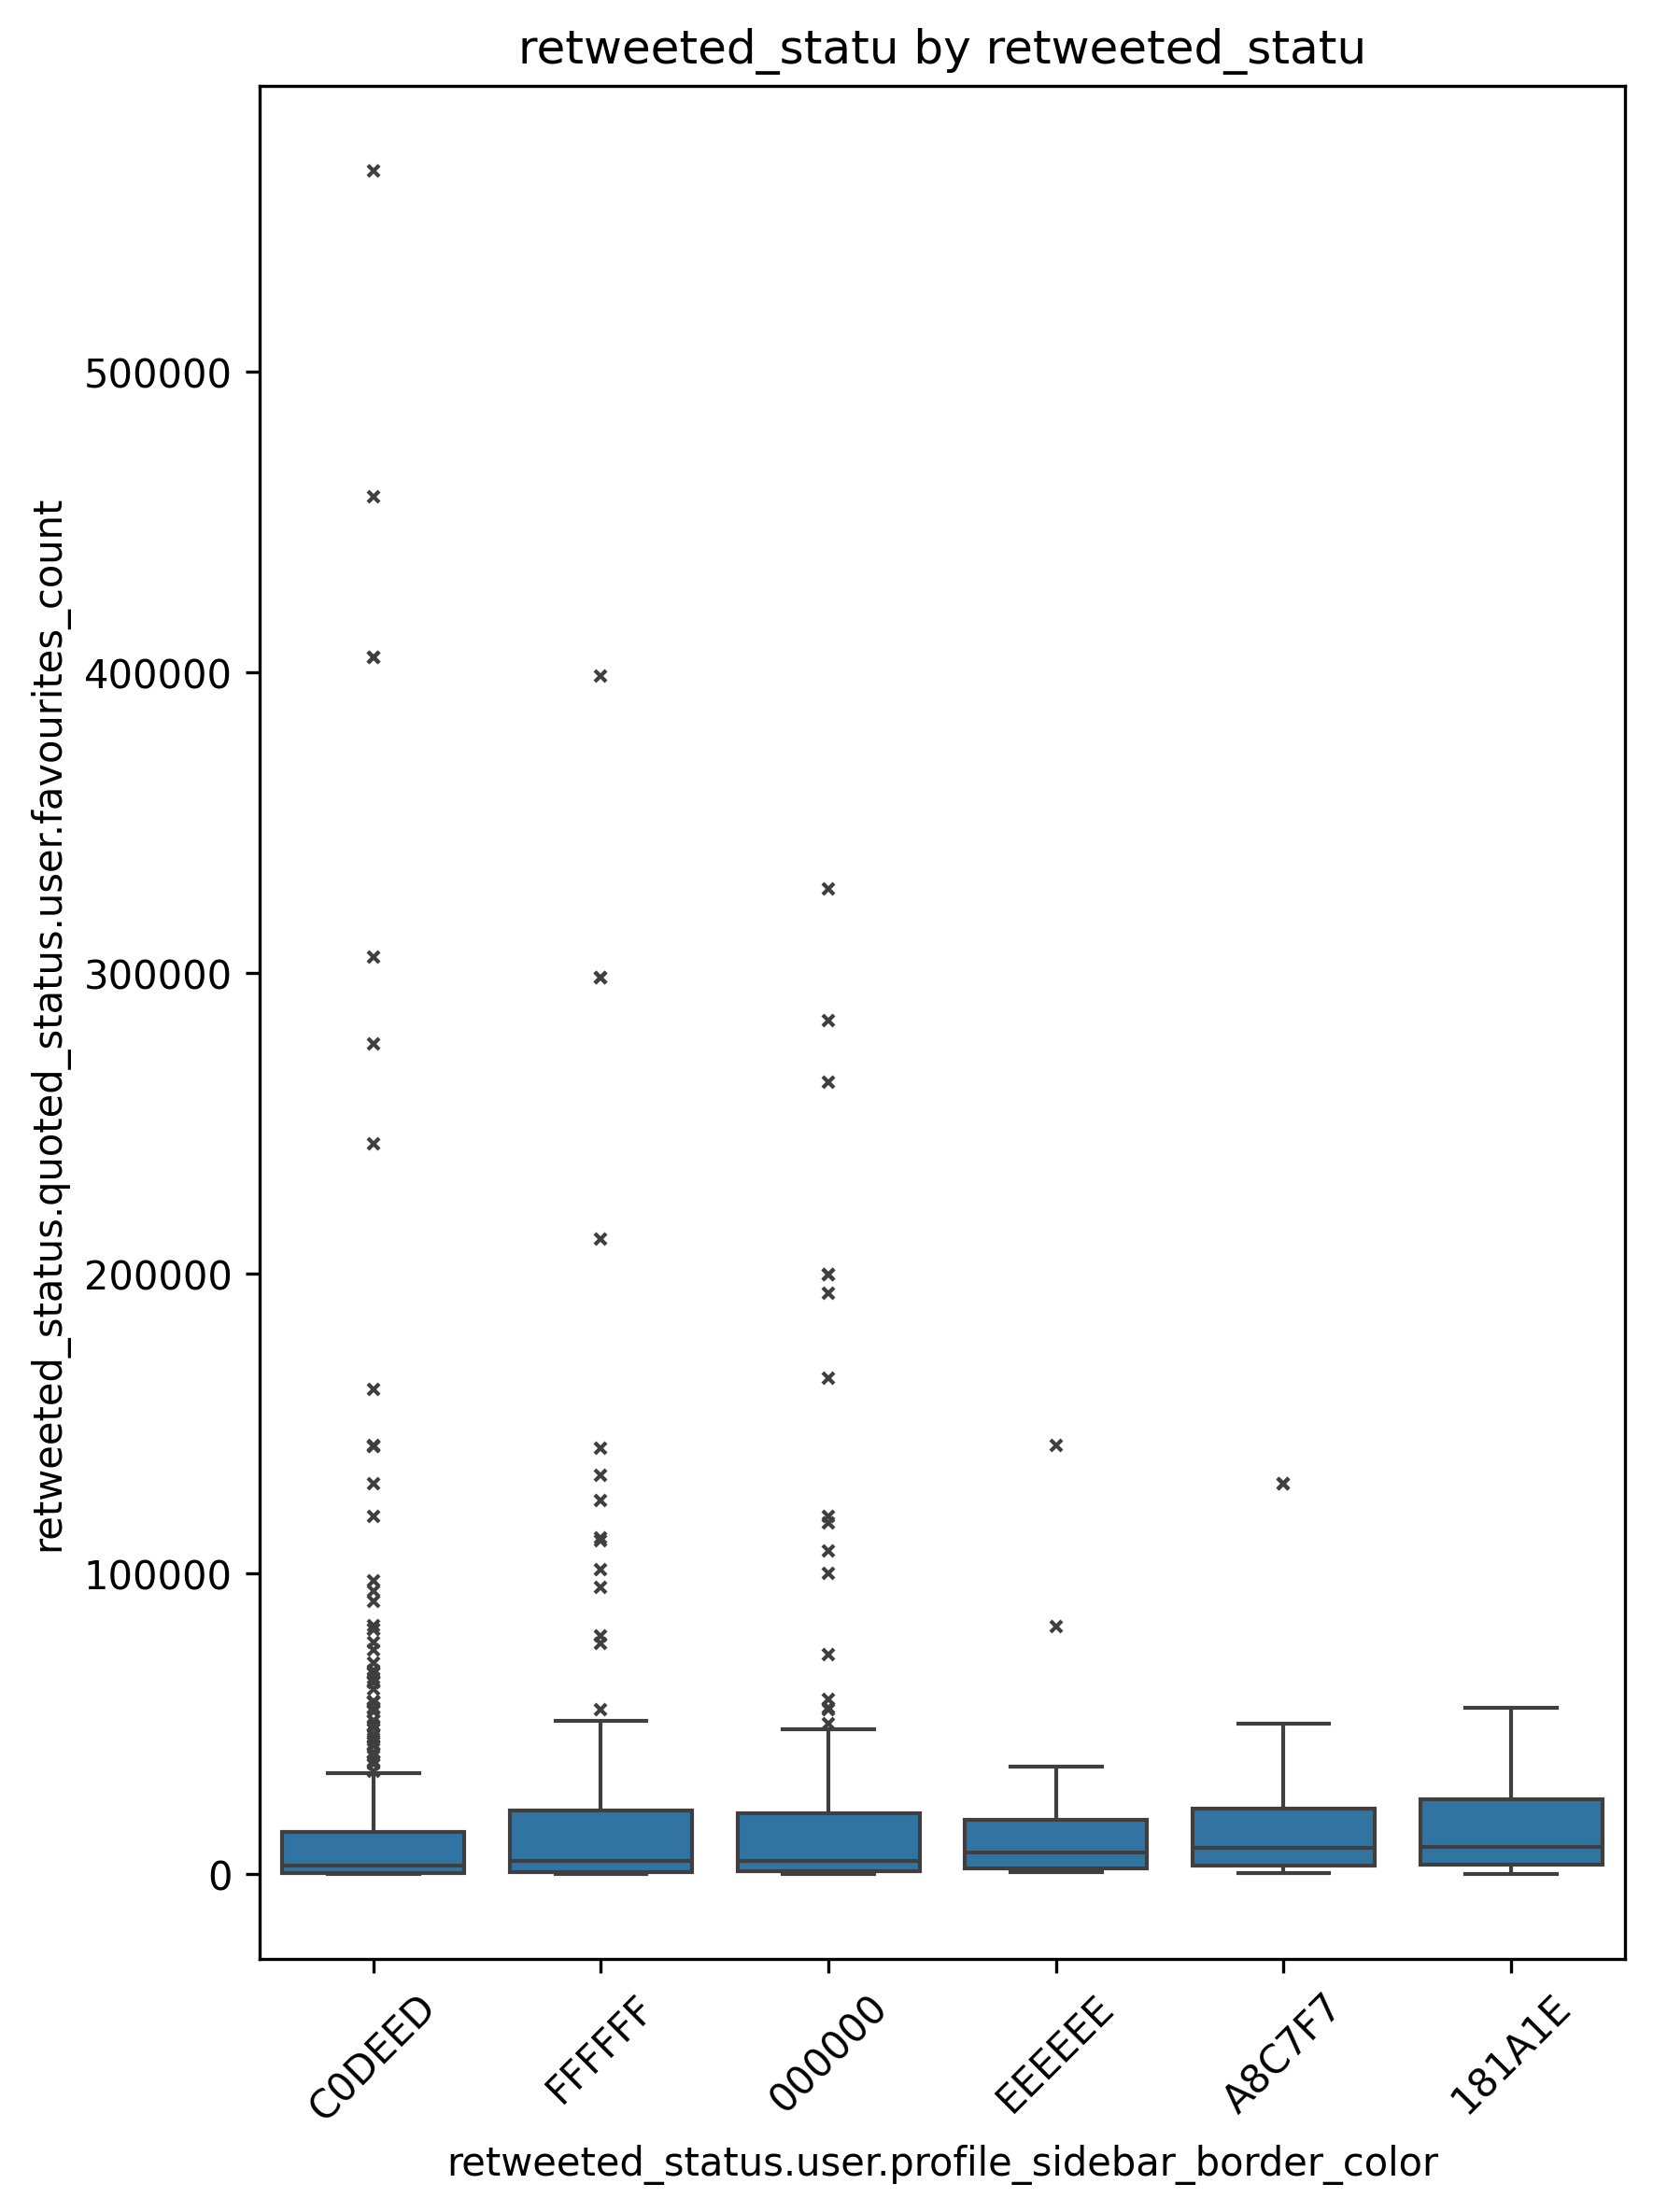 retweeted_statu by retweeted_statu
retweeted_status.quoted_status.user.favourites_count
500000
400000
300000
200000
100000
0
C0DEED
FFFFFF
000000
EEEEEE
A8C7F7
181A1E
retweeted_status.user.profile_sidebar_border_color